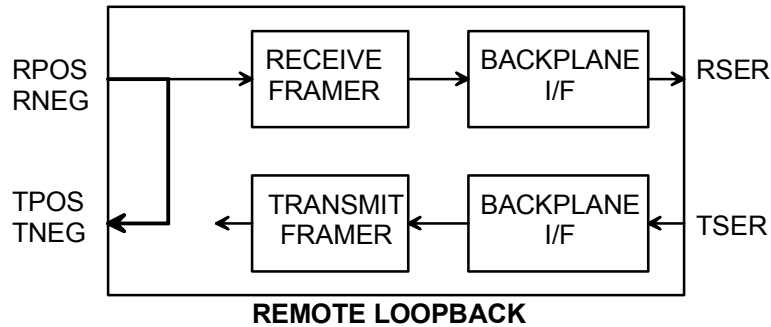 RPOS
RNEG
RECEIVE
FRAMER
BACKPLANE
I/F
RSER
TPOS
TNEG
TRANSMIT
FRAMER
BACKPLANE
I/F
TSER
REMOTE LOOPBACK